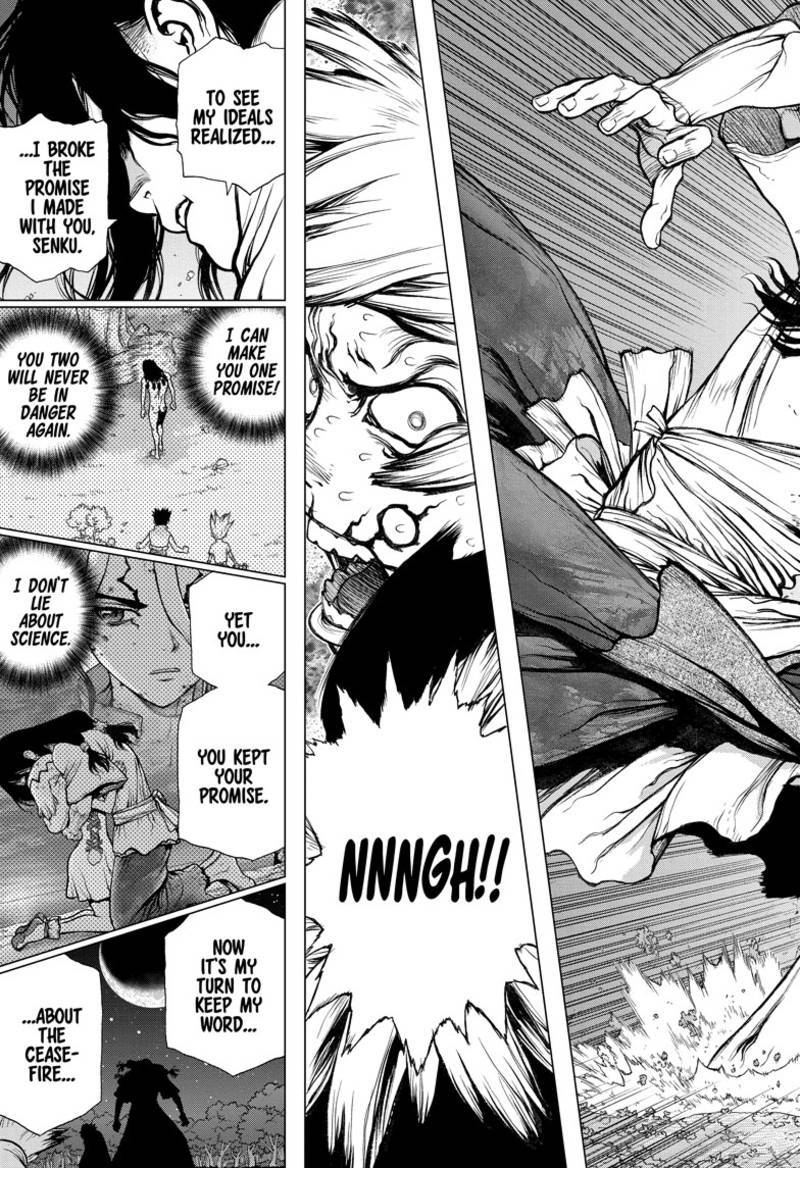 NNNGH!!
TO SEE
MY IDEALS
REALIZED...
...I BROKE
THE
PROMISE
I MADE
WITH YOU,
SENKU.
I CAN
MAKE
YOU ONE
PROMISE!
YOU TWO
WILL NEVER
BE IN
DANGER
AGAIN.
YET
YOU...
I DON'T
LIE
ABOUT
SCIENCE.
YOU KEPT
YOUR
PROMISE.
NOW
IT'S MY
TURN TO
KEEP MY
WORD...
...ABOUT
THE
CEASE-
FIRE...